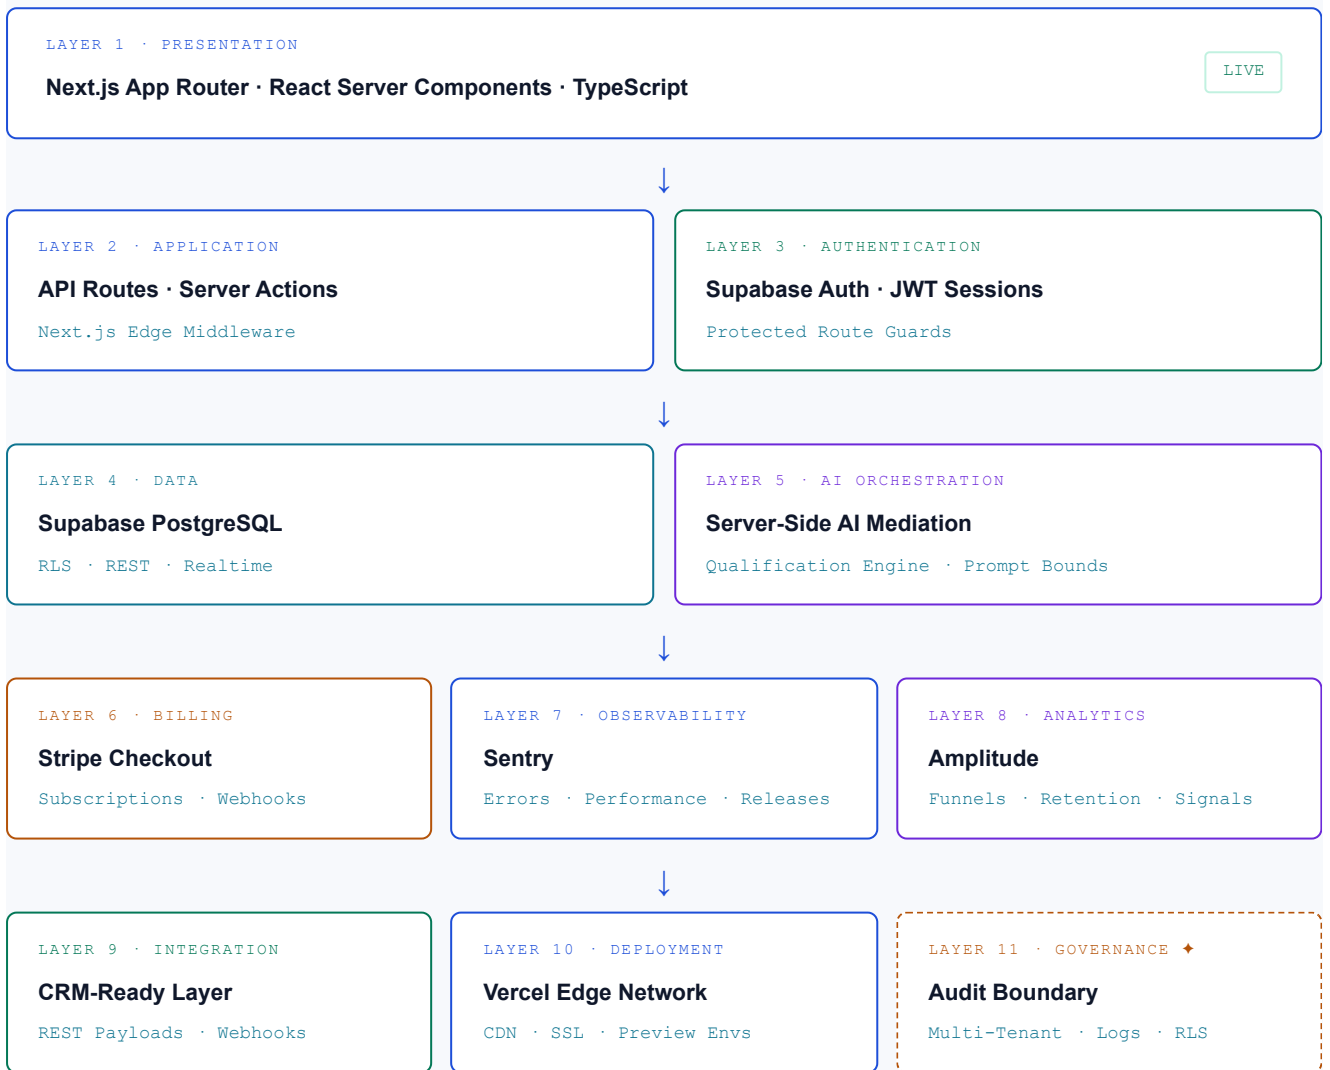 LAYER 1 · PRESENTATION
Next.js App Router · React Server Components · TypeScript
LIVE
↓
LAYER 2 · APPLICATION
API Routes · Server Actions
Next.js Edge Middleware
LAYER 3 · AUTHENTICATION
Supabase Auth · JWT Sessions
Protected Route Guards
↓
LAYER 4 · DATA
Supabase PostgreSQL
RLS · REST · Realtime
LAYER 5 · AI ORCHESTRATION
Server-Side AI Mediation
Qualification Engine · Prompt Bounds
↓
LAYER 6 · BILLING
Stripe Checkout
Subscriptions · Webhooks
LAYER 7 · OBSERVABILITY
Sentry
Errors · Performance · Releases
LAYER 8 · ANALYTICS
Amplitude
Funnels · Retention · Signals
↓
LAYER 9 · INTEGRATION
CRM-Ready Layer
REST Payloads · Webhooks
LAYER 10 · DEPLOYMENT
Vercel Edge Network
CDN · SSL · Preview Envs
LAYER 11 · GOVERNANCE ✦
Audit Boundary
Multi-Tenant · Logs · RLS